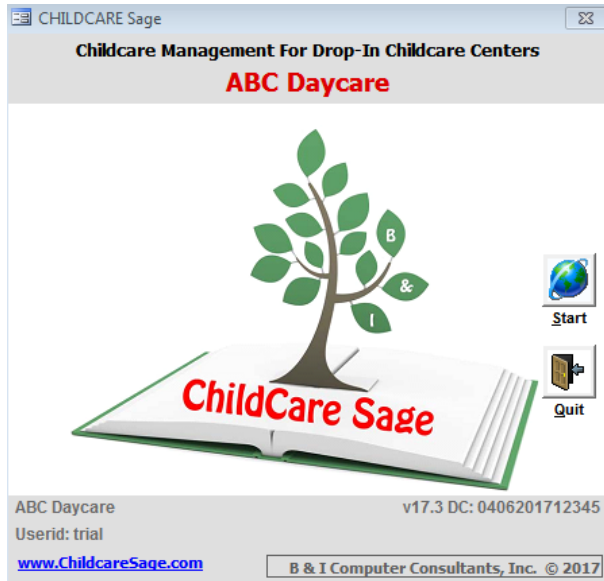 CHILDCARE Sage
Childcare Management For Drop-In Childcare Centers
ABC Daycare
B
&
I
Start
Quit
ChildCare Sage
ABC Daycare
v17.3 DC: 0406201712345
Userid: trial
www.ChildcareSage.com
B & I Computer Consultants, Inc. © 2017